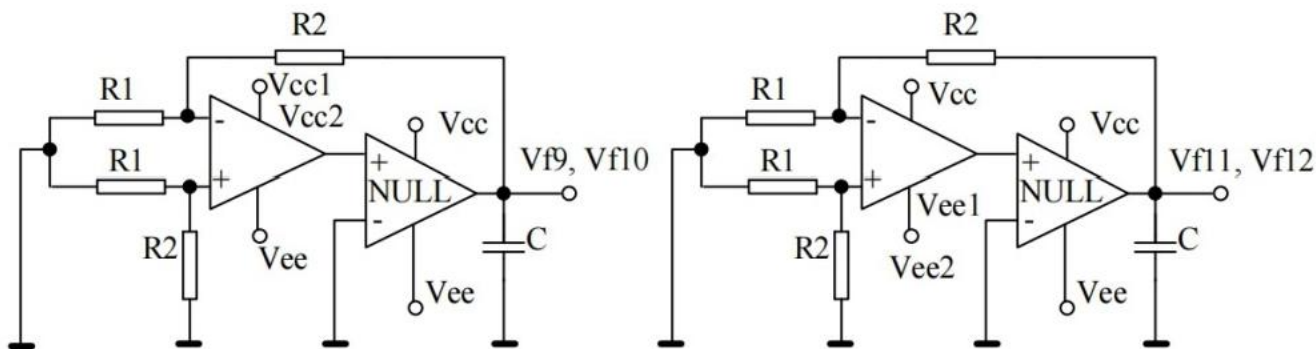 R2
R1
Vcc1
Vcc2
-
Vcc
R1
+
+
NULL
-
Vf9, Vf10
R2
Vee
C
Vee
R2
R1
Vcc
-
Vcc
R1
+
+
NULL
-
Vf11, Vf12
R2
Vee1
Vee2
C
Vee